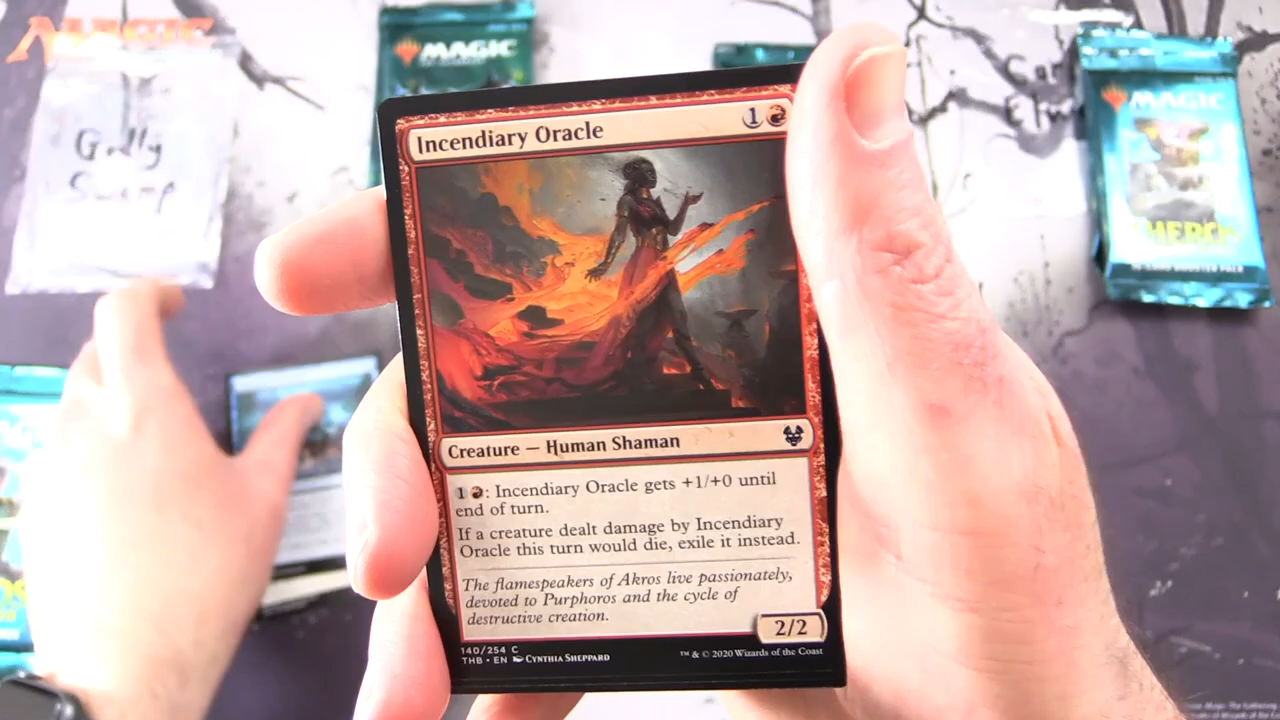 MAGIC
Godly
Swamp
MAGIC
MAGIC
Incendiary Oracle
1
Creature — Human Shaman
1 : Incendiary Oracle gets +1/+0 until
end of turn.
If a creature dealt damage by Incendiary
Oracle this turn would die, exile it instead.
The flamespeakers of Akros live passionately,
devoted to Purphoros and the cycle of
destructive creation.
2/2
140/254 C
THB • EN Cynthia Sheppard
™ & © 2020 Wizards of the Coast